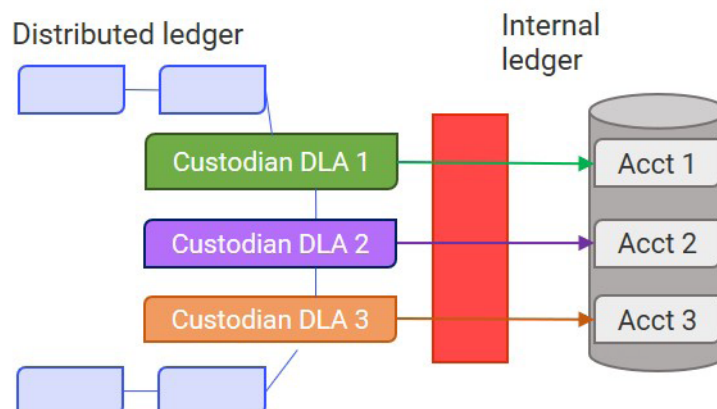 Distributed ledger
Internal
ledger
Custodian DLA 1
Acct 1
Custodian DLA 2
Acct 2
Custodian DLA 3
Acct 3